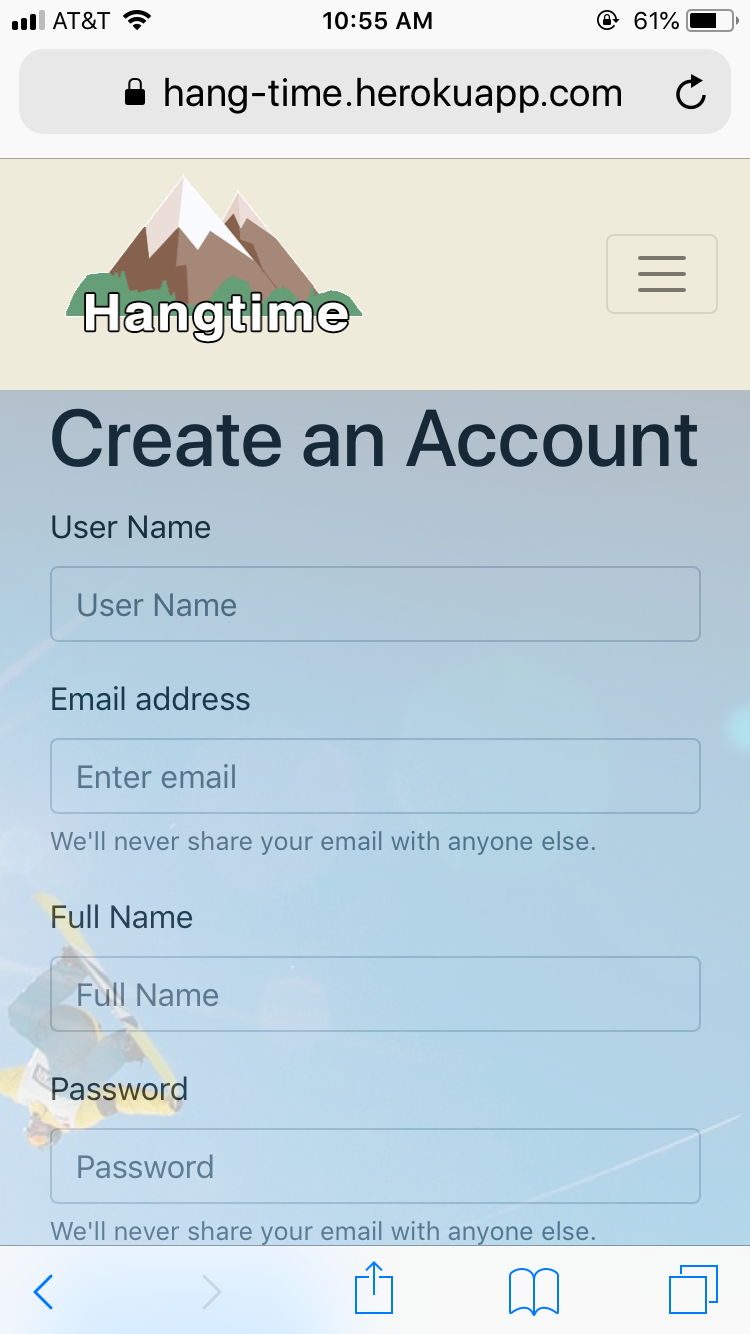 AT&T 10:55 AM 61%
hang-time.herokuapp.com
Hangtime
Create an Account
User Name
User Name
Email address
Enter email
We'll never share your email with anyone else.
Full Name
Full Name
Password
Password
We'll never share your email with anyone else.